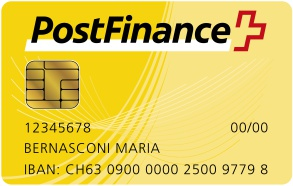 PostFinance
12345678 00/00
BERNASCONI MARIA
IBAN: CH63 0900 0000 2500 9779 8